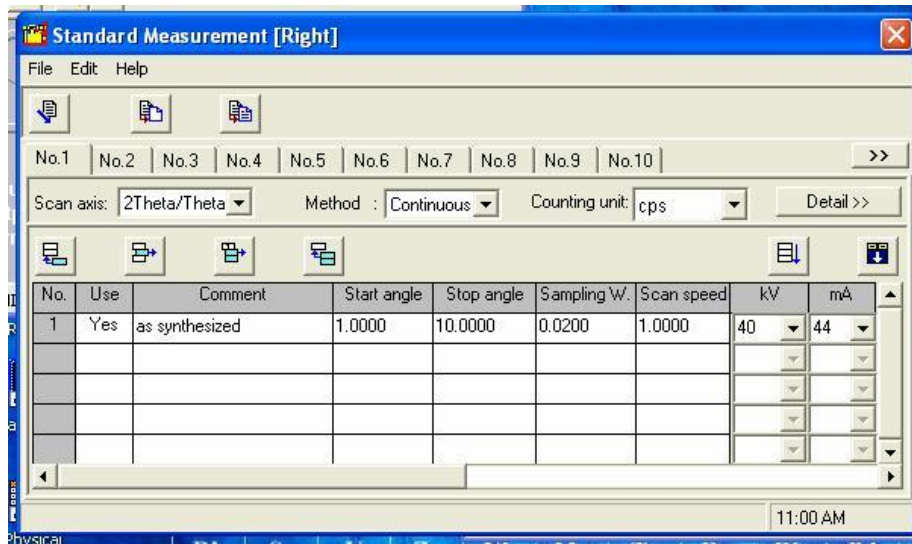 Standard Measurement [Right]
File Edit Help
No.1 No.2 No.3 No.4 No.5 No.6 No.7 No.8 No.9 No.10 >>
Scan axis: 2Theta/Theta Method : Continuous Counting unit: cps Detail >>
No. Use Comment Start angle Stop angle Sampling W. Scan speed kV mA
1 Yes as synthesized 1.0000 10.0000 0.0200 1.0000 40 44
11:00 AM
Physical